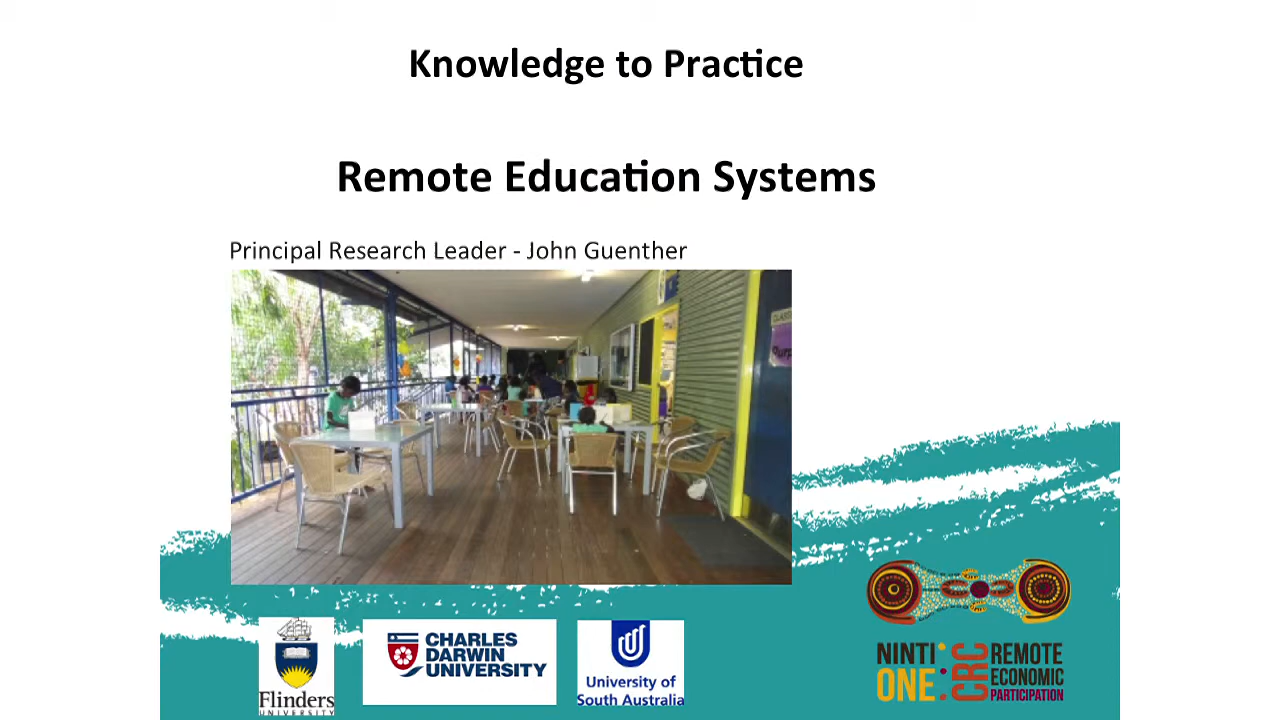 Knowledge to Practice
Remote Education Systems
Principal Research Leader - John Guenther
Flinders
UNIVERSITY
CHARLES
DARWIN
UNIVERSITY
University of
South Australia
NINTI
ONE
CRC
REMOTE
ECONOMIC
PARTICIPATION